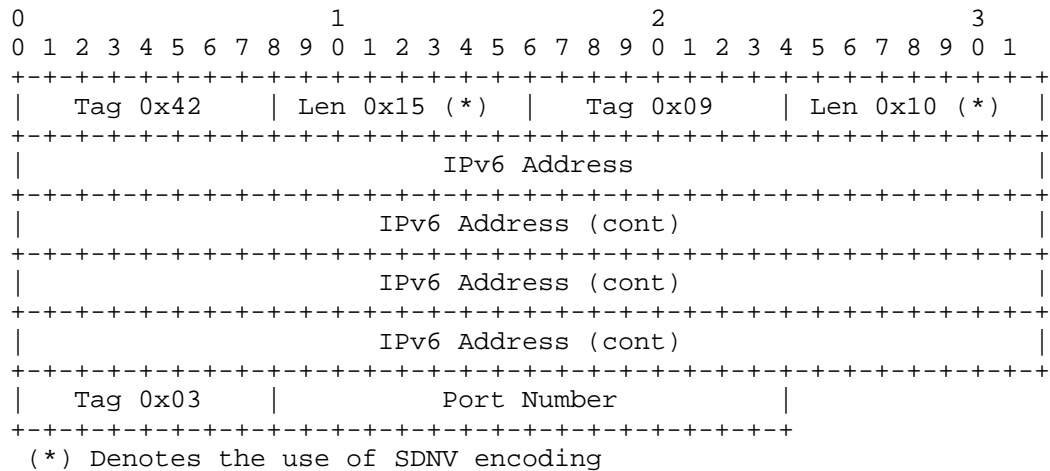 0                   1                   2                   3
0 1 2 3 4 5 6 7 8 9 0 1 2 3 4 5 6 7 8 9 0 1 2 3 4 5 6 7 8 9 0 1
+-+-+-+-+-+-+-+-+-+-+-+-+-+-+-+-+-+-+-+-+-+-+-+-+-+-+-+-+-+-+-+-+
|   Tag 0x42    | Len 0x15 (*)  |   Tag 0x09    | Len 0x10 (*)  |
+-+-+-+-+-+-+-+-+-+-+-+-+-+-+-+-+-+-+-+-+-+-+-+-+-+-+-+-+-+-+-+-+
|                          IPv6 Address                         |
+-+-+-+-+-+-+-+-+-+-+-+-+-+-+-+-+-+-+-+-+-+-+-+-+-+-+-+-+-+-+-+-+
|                      IPv6 Address (cont)                      |
+-+-+-+-+-+-+-+-+-+-+-+-+-+-+-+-+-+-+-+-+-+-+-+-+-+-+-+-+-+-+-+-+
|                      IPv6 Address (cont)                      |
+-+-+-+-+-+-+-+-+-+-+-+-+-+-+-+-+-+-+-+-+-+-+-+-+-+-+-+-+-+-+-+-+
|                      IPv6 Address (cont)                      |
+-+-+-+-+-+-+-+-+-+-+-+-+-+-+-+-+-+-+-+-+-+-+-+-+-+-+-+-+-+-+-+-+
|   Tag 0x03    |          Port Number          |
+-+-+-+-+-+-+-+-+-+-+-+-+-+-+-+-+-+-+-+-+-+-+-+-+
 (*) Denotes the use of SDNV encoding